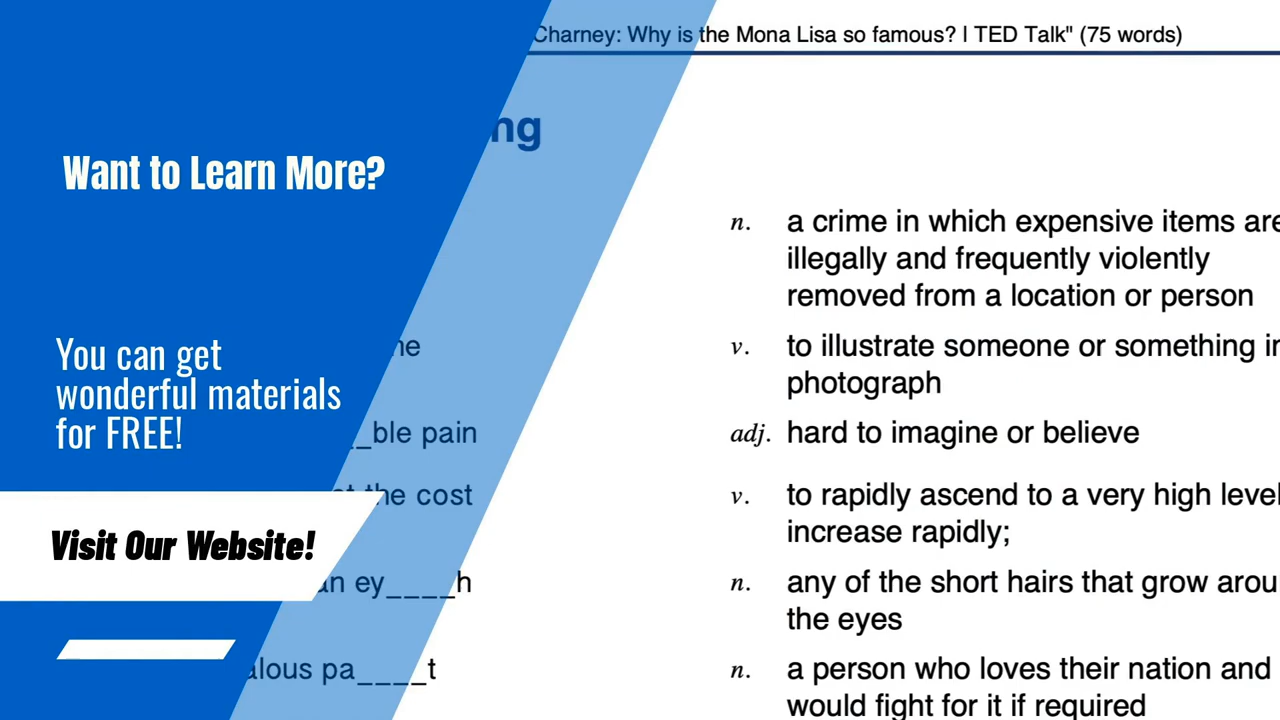 Charney: Why is the Mona Lisa so famous? | TED Talk" (75 words)
ng
Want to Learn More?
You can get
wonderful materials
for FREE!
Visit Our Website!
n. a crime in which expensive items are
illegally and frequently violently
removed from a location or person
he v. to illustrate someone or something in
photograph
_ble pain adj. hard to imagine or believe
the cost v. to rapidly ascend to a very high level
increase rapidly;
an ey____h n. any of the short hairs that grow arou
the eyes
alous pa____t n. a person who loves their nation and
would fight for it if required